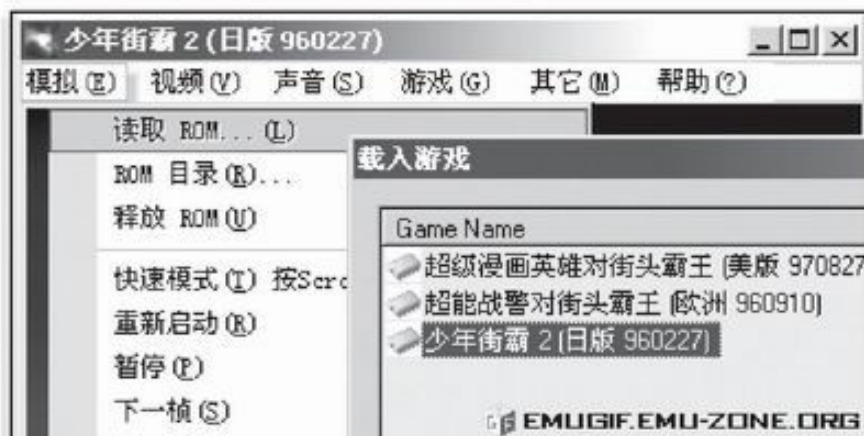 少年街霸 2 (日版 960227)
模拟(E) 视频(V) 声音(S) 游戏(G) 其它(M) 帮助(?)
读取 ROM...(L)
ROM 目录(R)...
释放 ROM(U)
快速模式(T) 按Scro
重新启动(R)
暂停(P)
下一桢(S)
载入游戏
Game Name
超级漫画英雄对街头霸王 (美版 970827
超能战警对街头霸王 (欧洲 960910)
少年街霸 2 (日版 960227)
EMUGIF.EMU-ZONE.ORG